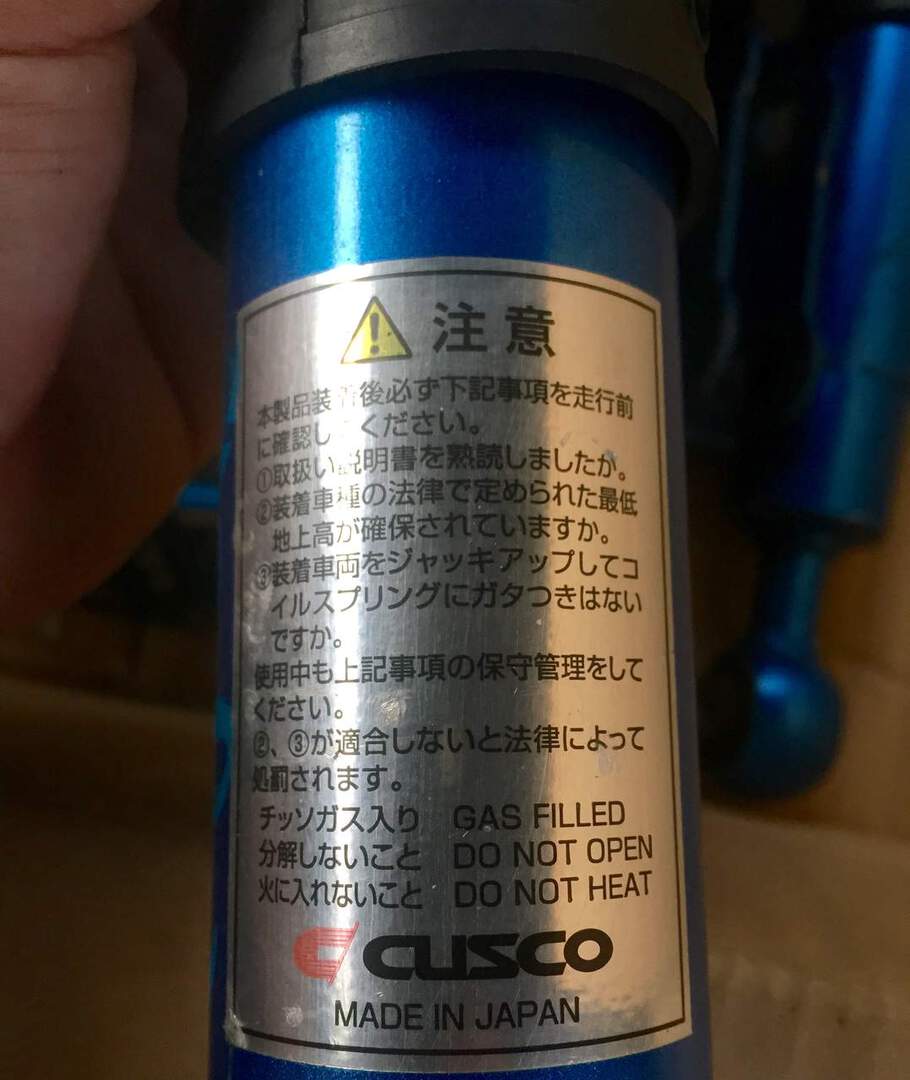 注意
本製品装着後必ず下記事項を走行前
に確認してください。
①取扱い説明書を熟読しましたか。
②装着車種の法律で定められた最低
地上高が確保されていますか。
③装着車両をジャッキアップしてコ
イルスプリングにガタつきはない
ですか。
使用中も上記事項の保守管理をして
ください。
②、③が適合しないと法律によって
処罰されます。
チッソガス入り GAS FILLED
分解しないこと DO NOT OPEN
火に入れないこと DO NOT HEAT
CUSCO
MADE IN JAPAN